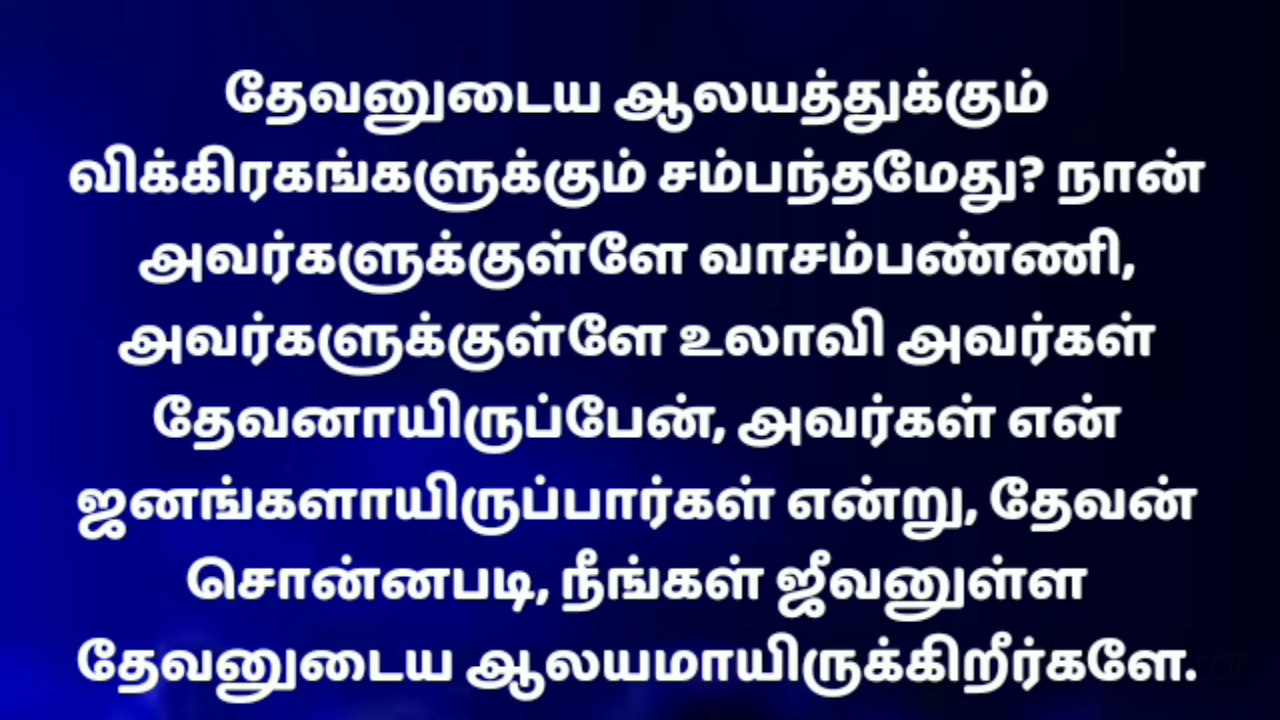 தேவனுடைய ஆலயத்துக்கும்
விக்கிரகங்களுக்கும் சம்பந்தமேது? நான்
அவர்களுக்குள்ளே வாசம்பண்ணி,
அவர்களுக்குள்ளே உலாவி அவர்கள்
தேவனாயிருப்பேன், அவர்கள் என்
ஜனங்களாயிருப்பார்கள் என்று, தேவன்
சொன்னபடி, நீங்கள் ஜீவனுள்ள
தேவனுடைய ஆலயமாயிருக்கிறீர்களே.